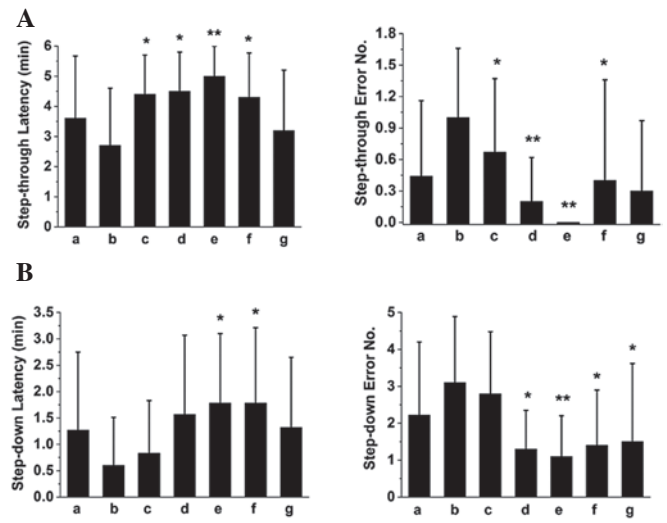 A
Step-through Latency (min)
6
5
4
3
2
1
0
* * ** *
a b c d e f g
Step-through Error No.
1.8
1.5
1.2
0.9
0.6
0.3
0.0
* ** ** *
a b c d e f g
B
Step-down Latency (min)
3.5
3.0
2.5
2.0
1.5
1.0
0.5
0.0
* *
a b c d e f g
Step-down Error No.
5
4
3
2
1
0
* ** * *
a b c d e f g